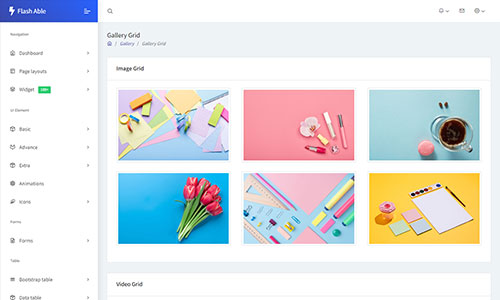 Flash Able
Navigation
Dashboard
Page layouts
Widget 100+
UI Element
Basic
Advance
Extra
Animations
Icons
Forms
Forms
Table
Bootstrap table
Data table
Gallery Grid
/ Gallery / Gallery Grid
Image Grid
Video Grid